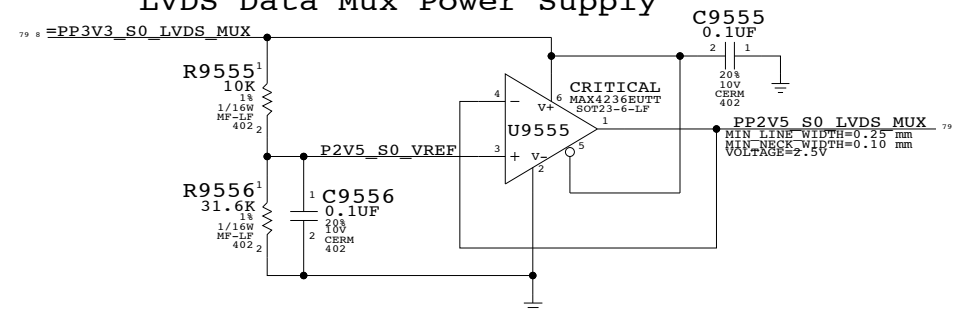 LVDS Data Mux Power Supply
79 8 =PP3V3_S0_LVDS_MUX
C9555
0.1UF
2 1
20%
10V
CERM
402
R9555 1
10K
1%
1/16W
MF-LF
402 2
CRITICAL
MAX4236EUTT
SOT23-6-LF
4 − V+ 6
U9555
1
PP2V5_S0_LVDS_MUX 79
MIN_LINE_WIDTH=0.25 mm
MIN_NECK_WIDTH=0.10 mm
VOLTAGE=2.5V
P2V5_S0_VREF 3 + V- 5
2
R9556 1
31.6K
1%
1/16W
MF-LF
402 2
1 C9556
0.1UF
20%
10V
2 CERM
402